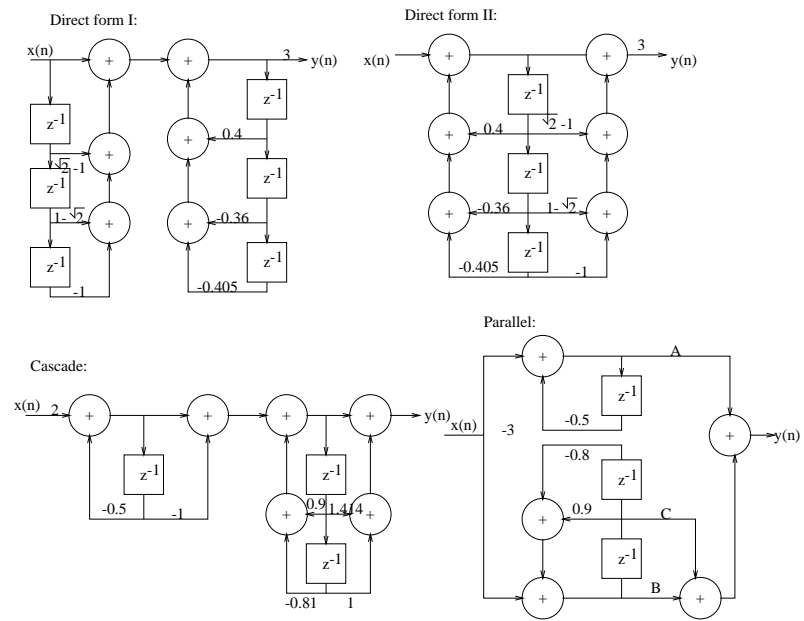 Direct form I:
x(n)
+
+
3
y(n)
z-1
z-1
+
+
0.4
√2 -1
z-1
z-1
1- √2
+
+
-0.36
z-1
z-1
-1
-0.405
Direct form II:
x(n)
+
+
3
y(n)
z-1
√2 -1
+
0.4
+
z-1
+
-0.36
1- √2
+
z-1
-0.405
-1
Cascade:
x(n)
2
+
+
+
+
y(n)
z-1
z-1
-0.5
-1
+
0.9
1.414
+
z-1
-0.81
1
Parallel:
+
A
z-1
-0.5
x(n)
-3
+
y(n)
-0.8
z-1
+
0.9
C
z-1
+
B
+